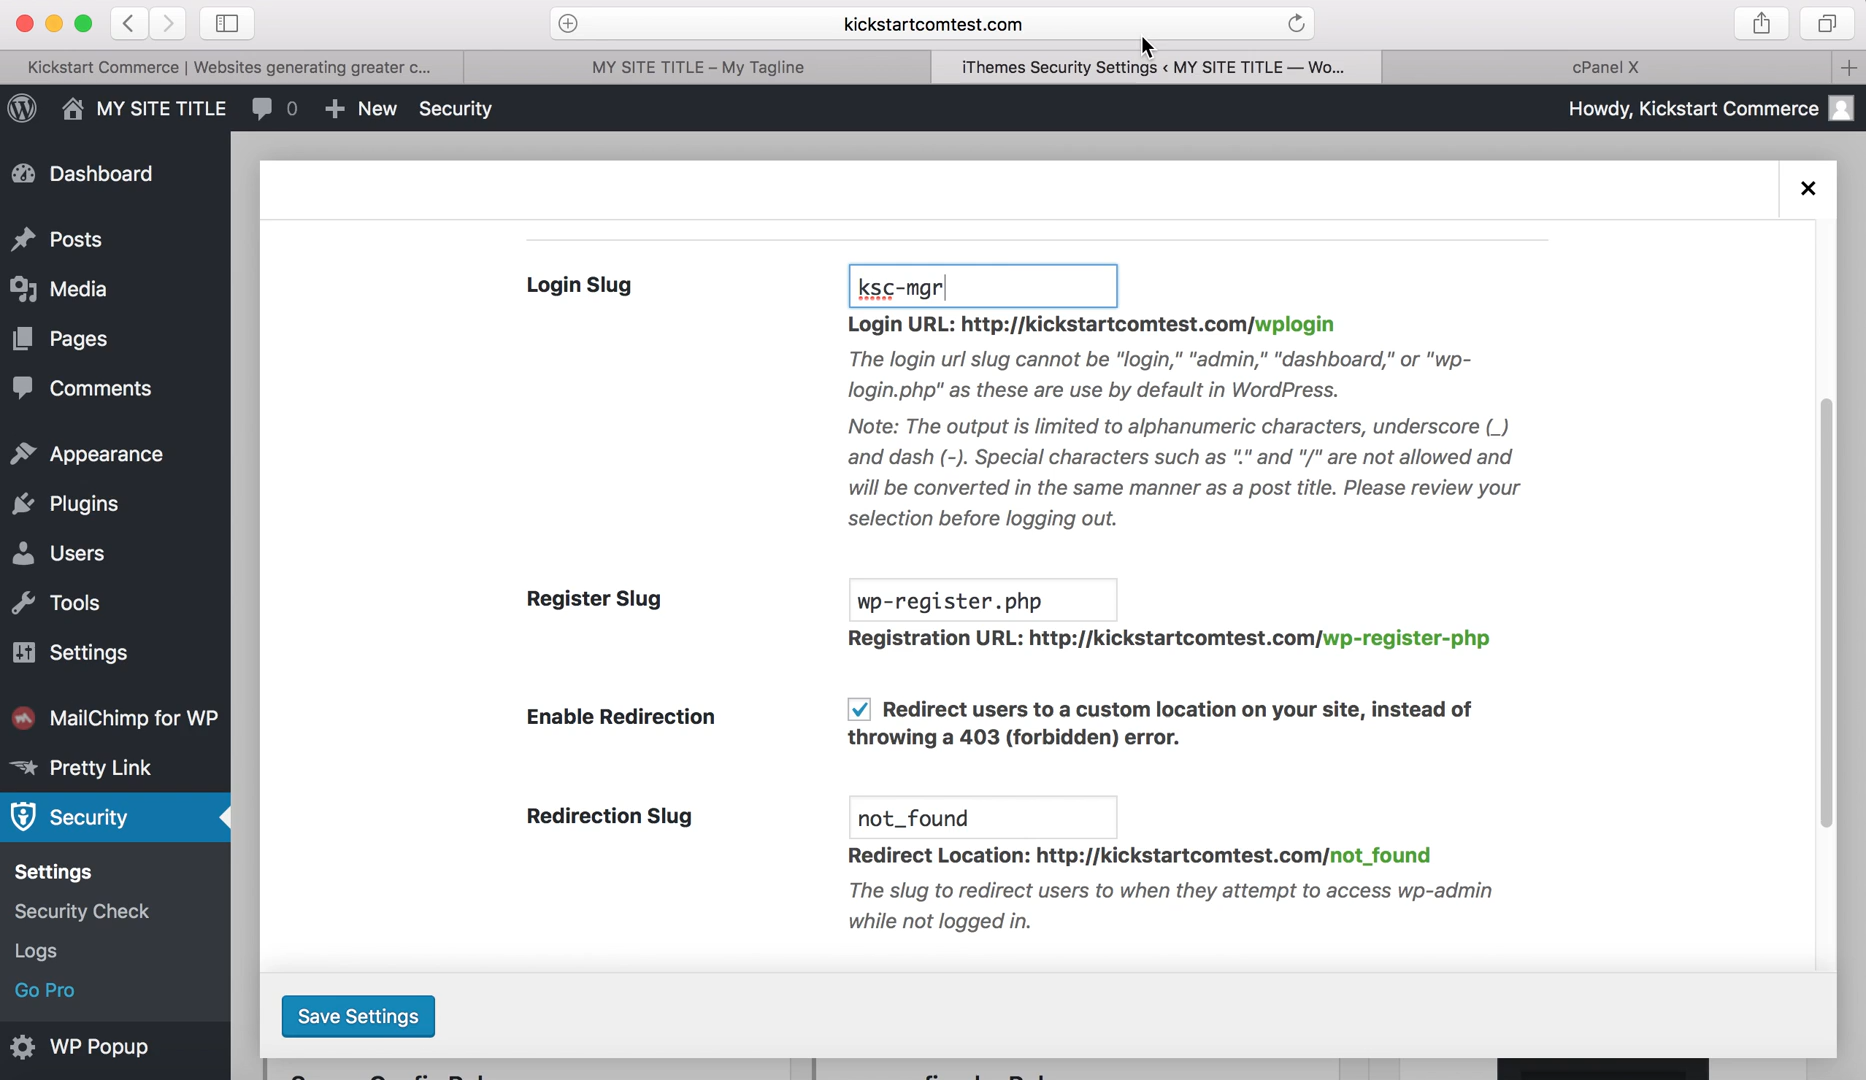 kickstartcomtest.com
Kickstart Commerce | Websites generating greater c...
MY SITE TITLE – My Tagline
iThemes Security Settings ‹ MY SITE TITLE — Wo...
cPanel X
MY SITE TITLE
0
New
Security
Howdy, Kickstart Commerce
Dashboard
Posts
Media
Pages
Comments
Appearance
Plugins
Users
Tools
Settings
MailChimp for WP
Pretty Link
Security
Settings
Security Check
Logs
Go Pro
WP Popup
Login Slug
ksc-mgr
Login URL: http://kickstartcomtest.com/wplogin
The login url slug cannot be "login," "admin," "dashboard," or "wp-
login.php" as these are use by default in WordPress.
Note: The output is limited to alphanumeric characters, underscore (_)
and dash (-). Special characters such as "." and "/" are not allowed and
will be converted in the same manner as a post title. Please review your
selection before logging out.
Register Slug
wp-register.php
Registration URL: http://kickstartcomtest.com/wp-register-php
Enable Redirection
Redirect users to a custom location on your site, instead of
throwing a 403 (forbidden) error.
Redirection Slug
not_found
Redirect Location: http://kickstartcomtest.com/not_found
The slug to redirect users to when they attempt to access wp-admin
while not logged in.
Save Settings